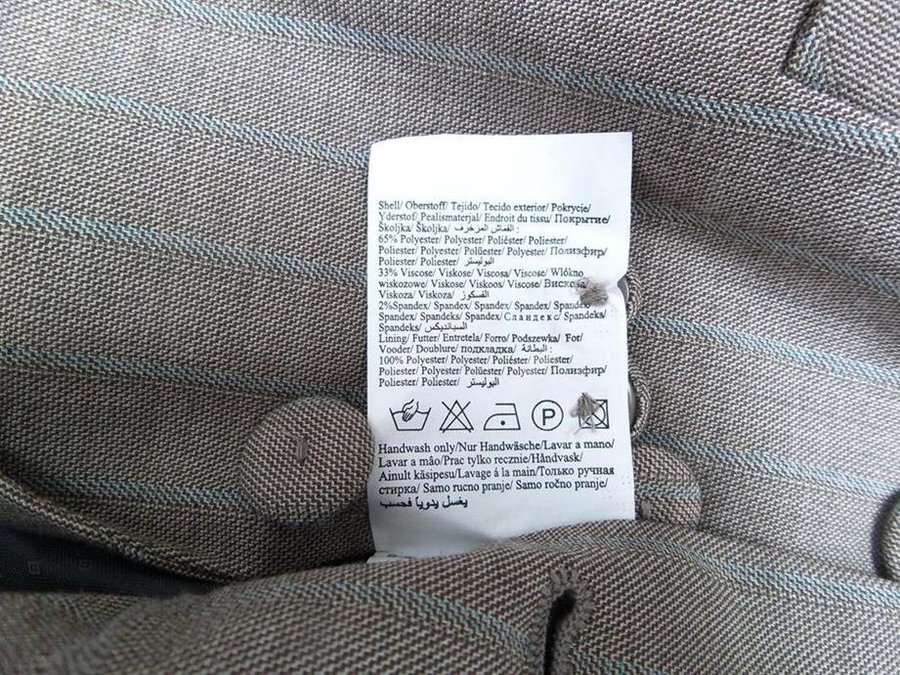 Shell/ Oberstoff/ Tejido/ Tecido exterior/ Pokrycie/
Yderstof/ Pealismaterjal/ Endroit du tissu/ Покрытие/
Školjka/ Školjka/ القماش المزخرف :
65% Polyester/ Polyester/ Poliéster/ Poliester/
Poliester/ Polyester/ Polüester/ Polyester/ Полиэфир/
Poliester/ Poliester/ البوليستر
33% Viscose/ Viskose/ Viscosa/ Viscose/ Włókno
wiskozowe/ Viskose/ Viskoos/ Viscose/ Вискоза/
Viskoza/ Viskoza/ الفسكوز
2%Spandex/ Spandex/ Spandex/ Spandex/ Spandex/
Spandex/ Spandeks/ Spandex/ Спандекс/ Spandeks/
Spandeks/ السبانديكس
Lining/ Futter/ Entretela/ Forro/ Podszewka/ For/
Vooder/ Doublure/ подкладка/ البطانة :
100% Polyester/ Polyester/ Poliéster/ Poliester/
Poliester/ Polyester/ Polüester/ Polyester/ Полиэфир/
Poliester/ Poliester/ البوليستر
P
Handwash only/Nur Handwäsche/Lavar a mano/
Lavar a mâo/Prac tylko recznie/Håndvask/
Ainult käsipesu/Lavage á la main/Только ручная
стирка/ Samo rucno pranje/ Samo ročno pranje/
يغسل يدوياً فحسب